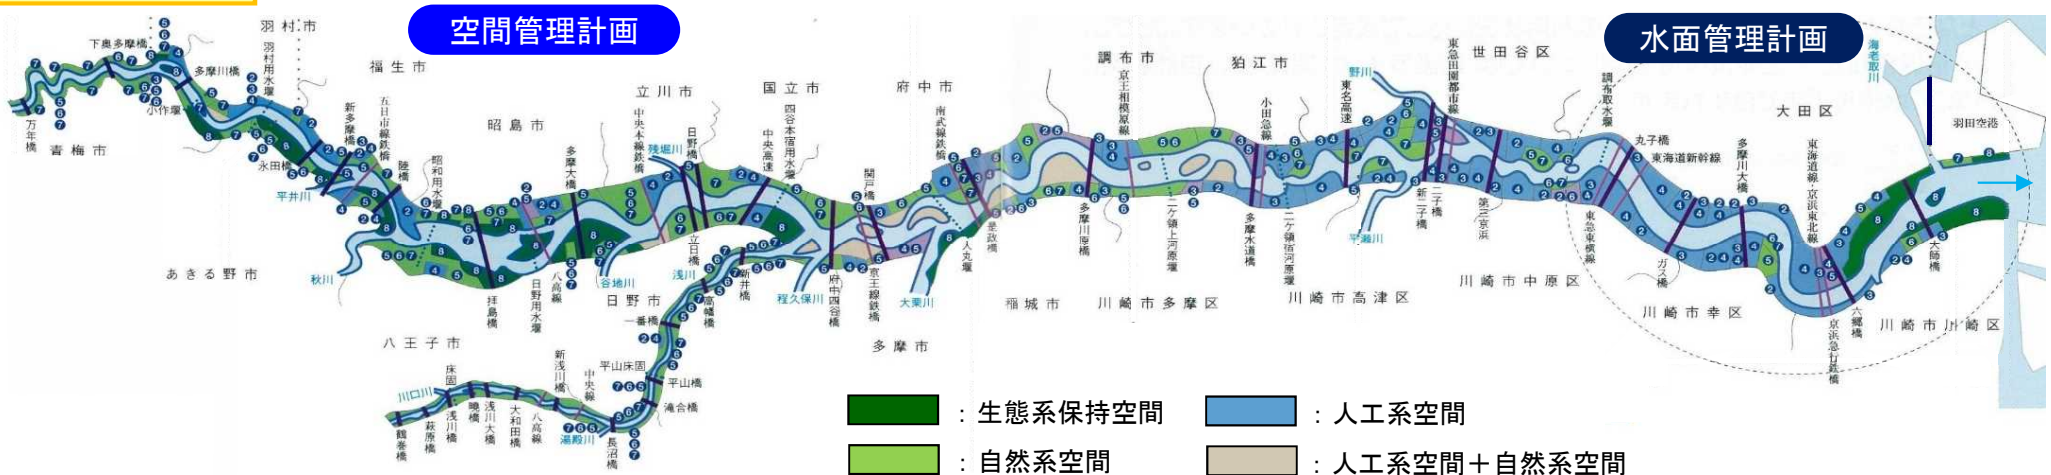 空間管理計画
水面管理計画
羽村市
福生市
昭島市
立川市
国立市
府中市
調布市
狛江市
世田谷区
大田区
青梅市
あきる野市
八王子市
日野市
多摩市
稲城市
川崎市多摩区
川崎市高津区
川崎市中原区
川崎市幸区
川崎市川崎区
下奥多摩橋
万年橋
多摩川橋
小作堰
羽村用水堰
永田橋
新多摩橋
五日市線鉄橋
睦橋
昭和用水堰
平井川
秋川
拝島橋
多摩大橋
日野用水堰
八高線
谷地川
残堀川
中央本線鉄橋
日野橋
立日橋
中央高速
四谷本宿用水堰
浅川
高幡橋
新井橋
程久保川
府中四谷橋
関戸橋
京王線鉄橋
大栗川
南武線鉄橋
大丸堰
是政橋
京王相模原線
多摩川原橋
二ケ領上河原堰
小田急線
多摩水道橋
二ケ領宿河原堰
東名高速
野川
平瀬川
東急田園都市線
新二子橋
二子橋
第三京浜
調布取水堰
東急東横線
丸子橋
東海道新幹線
ガス橋
多摩川大橋
東海道線・京浜東北線
京浜急行鉄橋
六郷橋
大師橋
海老取川
羽田空港
一番橋
平山床固
平山橋
滝合橋
長沼橋
湯殿川
中央線
新浅川橋
八高線
大和田橋
浅川大橋
暁橋
浅川橋
床固
萩原橋
鶴巻橋
川口川
:生態系保持空間
:人工系空間
:自然系空間
:人工系空間+自然系空間